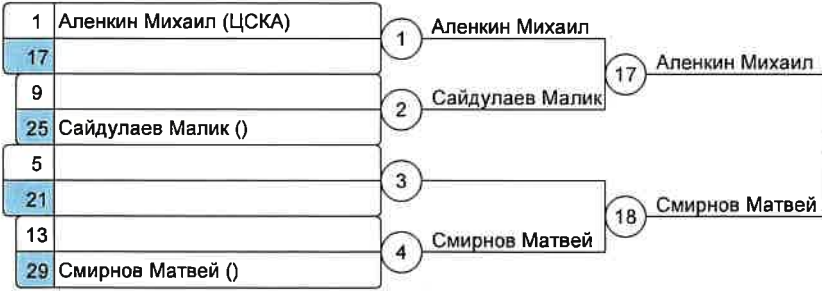 1 Аленкин Михаил (ЦСКА)
17
9
25 Сайдулаев Малик ()
5
21
13
29 Смирнов Матвей ()
1 Аленкин Михаил
2 Сайдулаев Малик
3
4 Смирнов Матвей
17 Аленкин Михаил
18 Смирнов Матвей